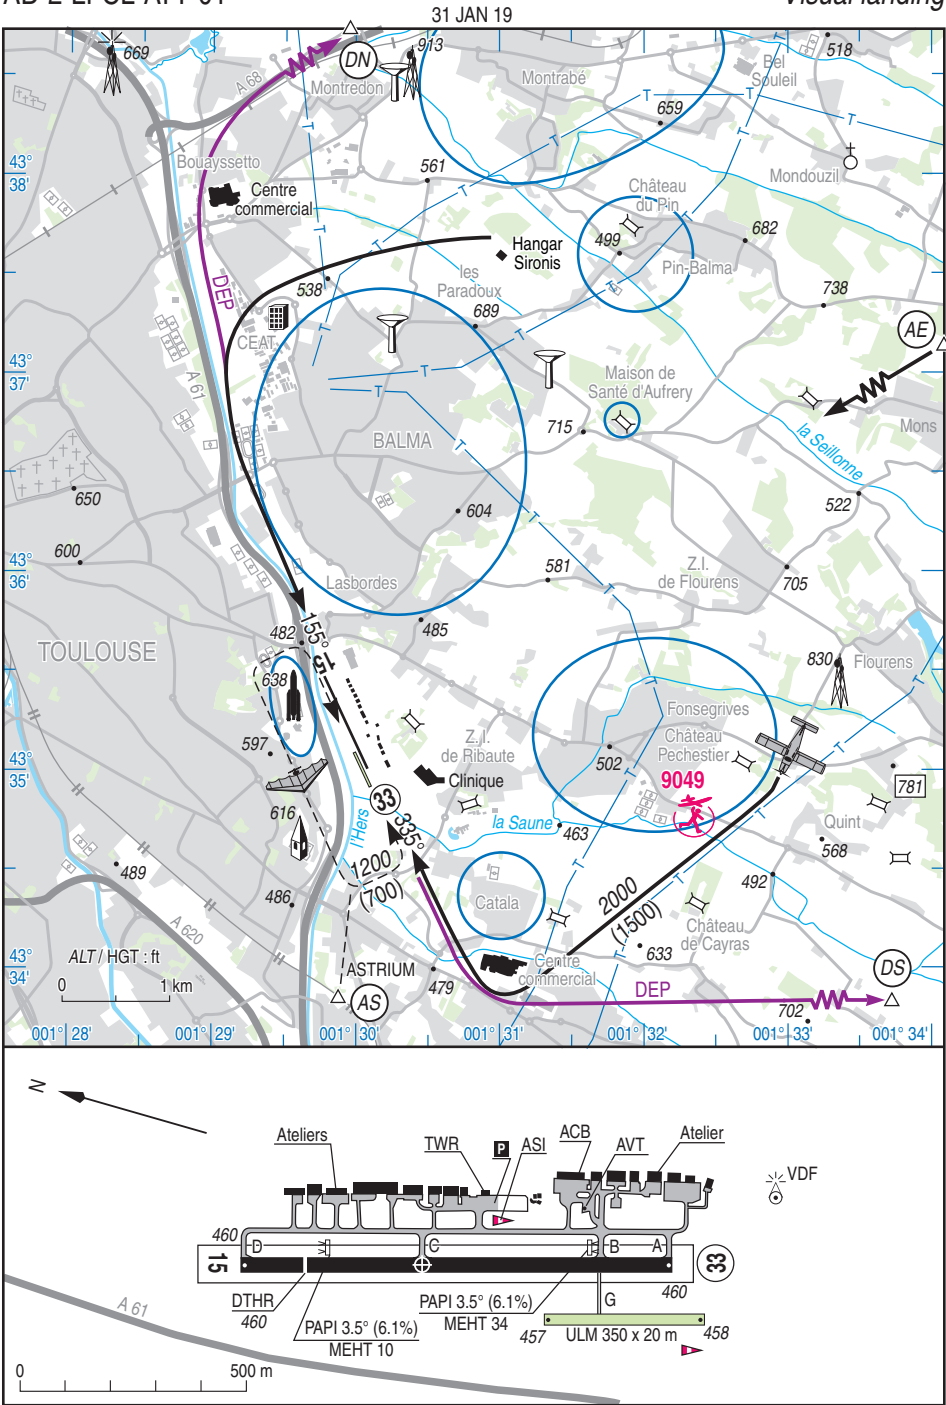 31 JAN 19
Visual landing
669
DN
913
518
Bel
Souleil
A 68
Montredon
Montrabé
659
43°
38'
Bouayssetto
Centre
commercial
561
Château
du Pin
Mondouzil
499
682
Hangar
Sironis
Pin-Balma
DEP
538
les
Paradoux
689
738
CEAT
AE
43°
37'
A 61
Maison de
Santé d'Aufrery
715
Mons
BALMA
la Seillonne
650
604
522
600
43°
36'
Lasbordes
581
Z.I.
de Flourens
705
485
482
155°
15
TOULOUSE
638
830
Flourens
Fonsegrives
Château
Pechestier
597
Z.I.
de Ribaute
502
43°
35'
Clinique
9049
781
616
33
335°
l'Hers
la Saune
463
Quint
568
489
1200
(700)
492
486
Catala
2000
(1500)
Château
de Cayras
A 620
633
43°
34'
ALT / HGT : ft
0 1 km
ASTRIUM
AS
479
Centre
commercial
DEP
DS
702
001° 28' 001° 29' 001° 30' 001° 31' 001° 32' 001° 33' 001° 34'
N
Ateliers
TWR
P
ASI
ACB
AVT
Atelier
VDF
460
D
C
B
A
15
33
DTHR
460
PAPI 3.5° (6.1%)
MEHT 10
PAPI 3.5° (6.1%)
MEHT 34
G
460
A 61
457
ULM 350 x 20 m
458
0 500 m